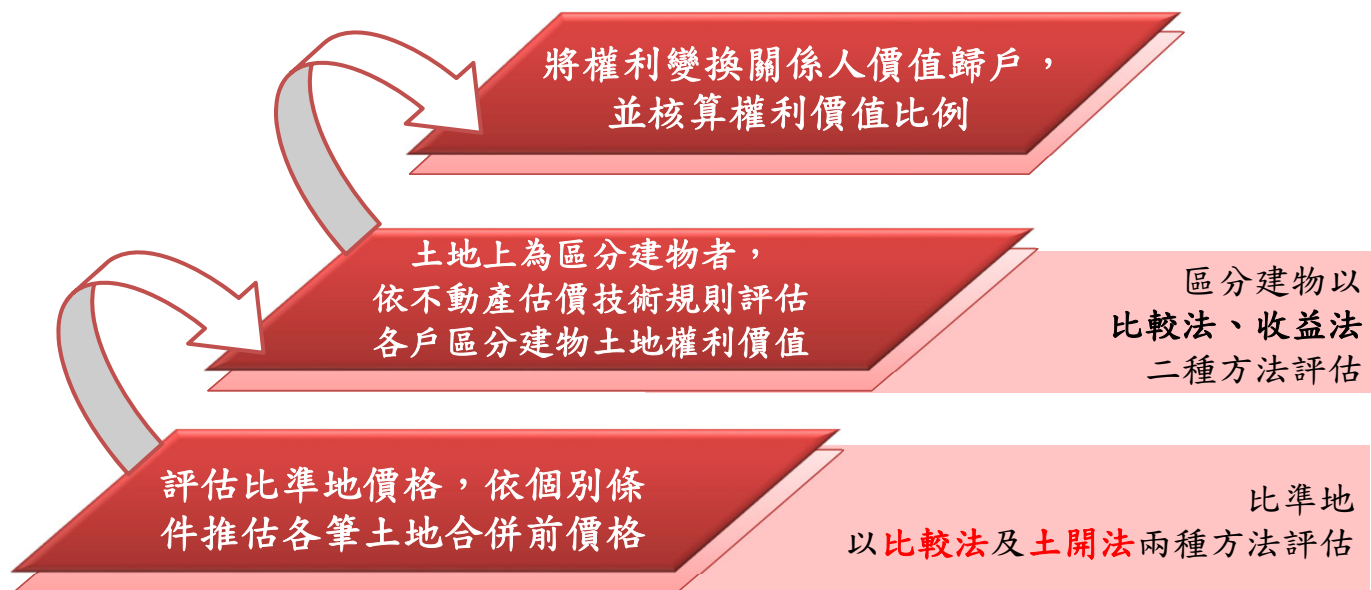 將權利變換關係人價值歸戶，
並核算權利價值比例
土地上為區分建物者，
依不動產估價技術規則評估
各戶區分建物土地權利價值
區分建物以
比較法、收益法
二種方法評估
評估比準地價格，依個別條
件推估各筆土地合併前價格
比準地
以比較法及土開法兩種方法評估